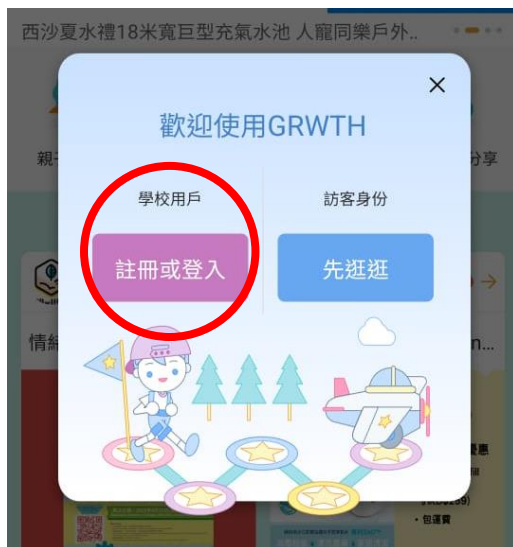 西沙夏水禮18米寬巨型充氣水池 人寵同樂戶外..
親
分享
歡迎使用GRWTH
學校用戶
訪客身份
註冊或登入
先逛逛
情
n...
優惠
・包運費